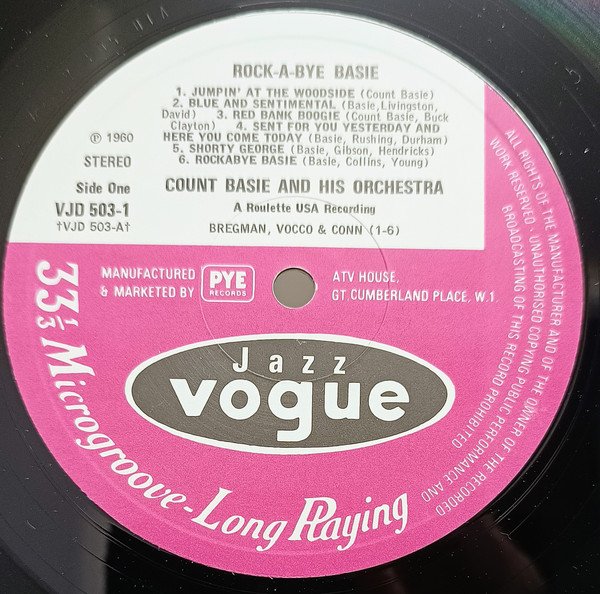 ROCK-A-BYE BASIE
1. JUMPIN' AT THE WOODSIDE (Count Basie)
2. BLUE AND SENTIMENTAL (Basie, Livingston,
David) 3. RED BANK BOOGIE (Count Basie, Buck
Clayton) 4. SENT FOR YOU YESTERDAY AND
HERE YOU COME TODAY (Basie, Rushing, Durham)
5. SHORTY GEORGE (Basie, Gibson, Hendricks)
6. ROCKABYE BASIE (Basie, Collins, Young)
℗ 1960
STEREO
Side One
VJD 503-1
†VJD 503-A†
COUNT BASIE AND HIS ORCHESTRA
A Roulette USA Recording
BREGMAN, VOCCO & CONN (1-6)
MANUFACTURED
& MARKETED BY
PYE
RECORDS
ATV HOUSE,
GT CUMBERLAND PLACE, W.1.
Jazz
vogue
33 1/3 Microgroove-Long Playing
ALL RIGHTS OF THE MANUFACTURER AND OF THE OWNER OF THE RECORDED
WORK RESERVED · UNAUTHORISED COPYING PUBLIC PERFORMANCE AND
BROADCASTING OF THIS RECORD PROHIBITED